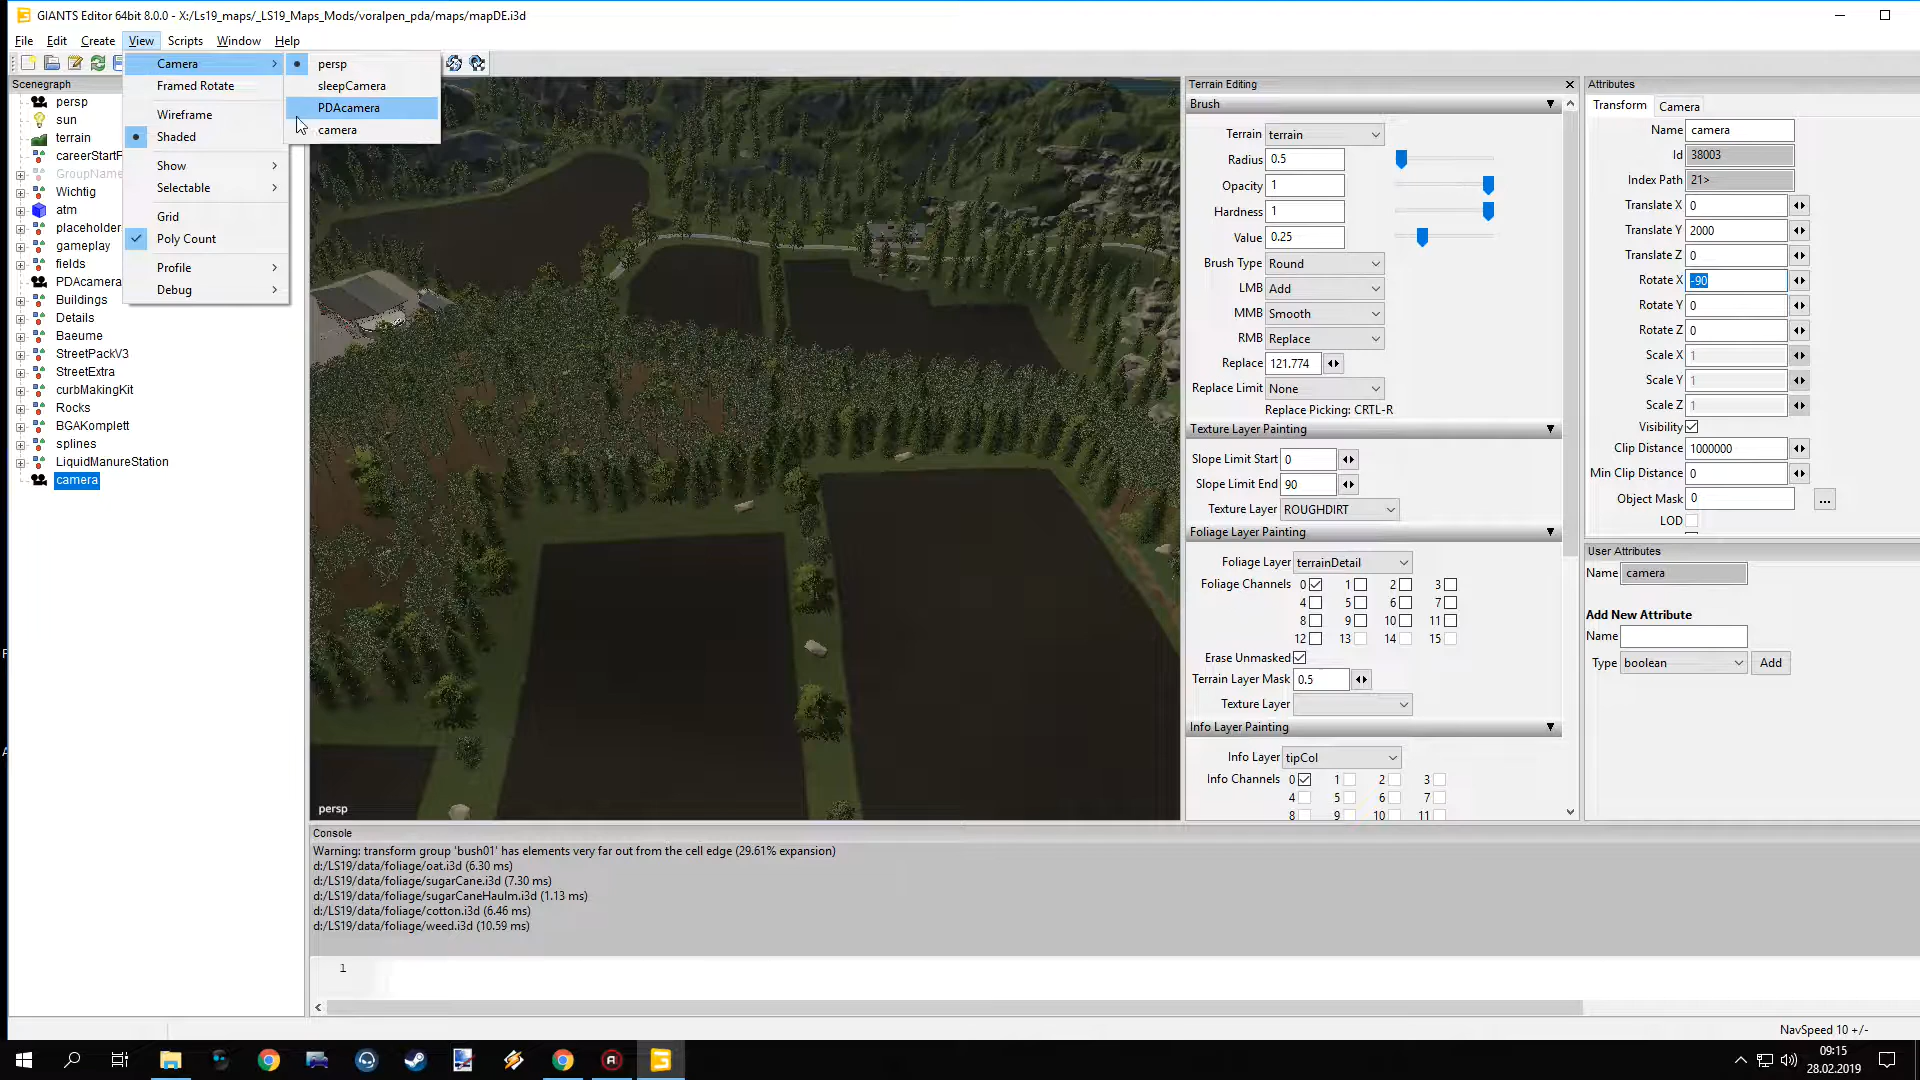 GIANTS Editor 64bit 8.0.0 - X:/Ls19_maps/_LS19_Maps_Mods/voralpen_pda/maps/mapDE.i3d
File Edit Create View Scripts Window Help
Scenegraph
persp
sun
terrain
careerStartP
GroupName
Wichtig
atm
placeholder
gameplay
fields
PDAcamera
Buildings
Details
Baeume
StreetPackV3
StreetExtra
curbMakingKit
Rocks
BGAKomplett
splines
LiquidManureStation
camera
Camera
Framed Rotate
Wireframe
Shaded
Show
Selectable
Grid
Poly Count
Profile
Debug
persp
sleepCamera
PDAcamera
camera
persp
Terrain Editing
Brush
Terrain terrain
Radius 0.5
Opacity 1
Hardness 1
Value 0.25
Brush Type Round
LMB Add
MMB Smooth
RMB Replace
Replace 121.774
Replace Limit None
Replace Picking: CRTL-R
Texture Layer Painting
Slope Limit Start 0
Slope Limit End 90
Texture Layer ROUGHDIRT
Foliage Layer Painting
Foliage Layer terrainDetail
Foliage Channels 0 1 2 3
4 5 6 7
8 9 10 11
12 13 14 15
Erase Unmasked
Terrain Layer Mask 0.5
Texture Layer
Info Layer Painting
Info Layer tipCol
Info Channels 0 1 2 3
4 5 6 7
8 9 10 11
Attributes
Transform Camera
Name camera
Id 38003
Index Path 21>
Translate X 0
Translate Y 2000
Translate Z 0
Rotate X -90
Rotate Y 0
Rotate Z 0
Scale X 1
Scale Y 1
Scale Z 1
Visibility
Clip Distance 1000000
Min Clip Distance 0
Object Mask 0 ...
LOD
User Attributes
Name camera
Add New Attribute
Name
Type boolean Add
Console
Warning: transform group 'bush01' has elements very far out from the cell edge (29.61% expansion)
d:/LS19/data/foliage/oat.i3d (6.30 ms)
d:/LS19/data/foliage/sugarCane.i3d (7.30 ms)
d:/LS19/data/foliage/sugarCaneHaulm.i3d (1.13 ms)
d:/LS19/data/foliage/cotton.i3d (6.46 ms)
d:/LS19/data/foliage/weed.i3d (10.59 ms)
1
NavSpeed 10 +/-
09:15
28.02.2019